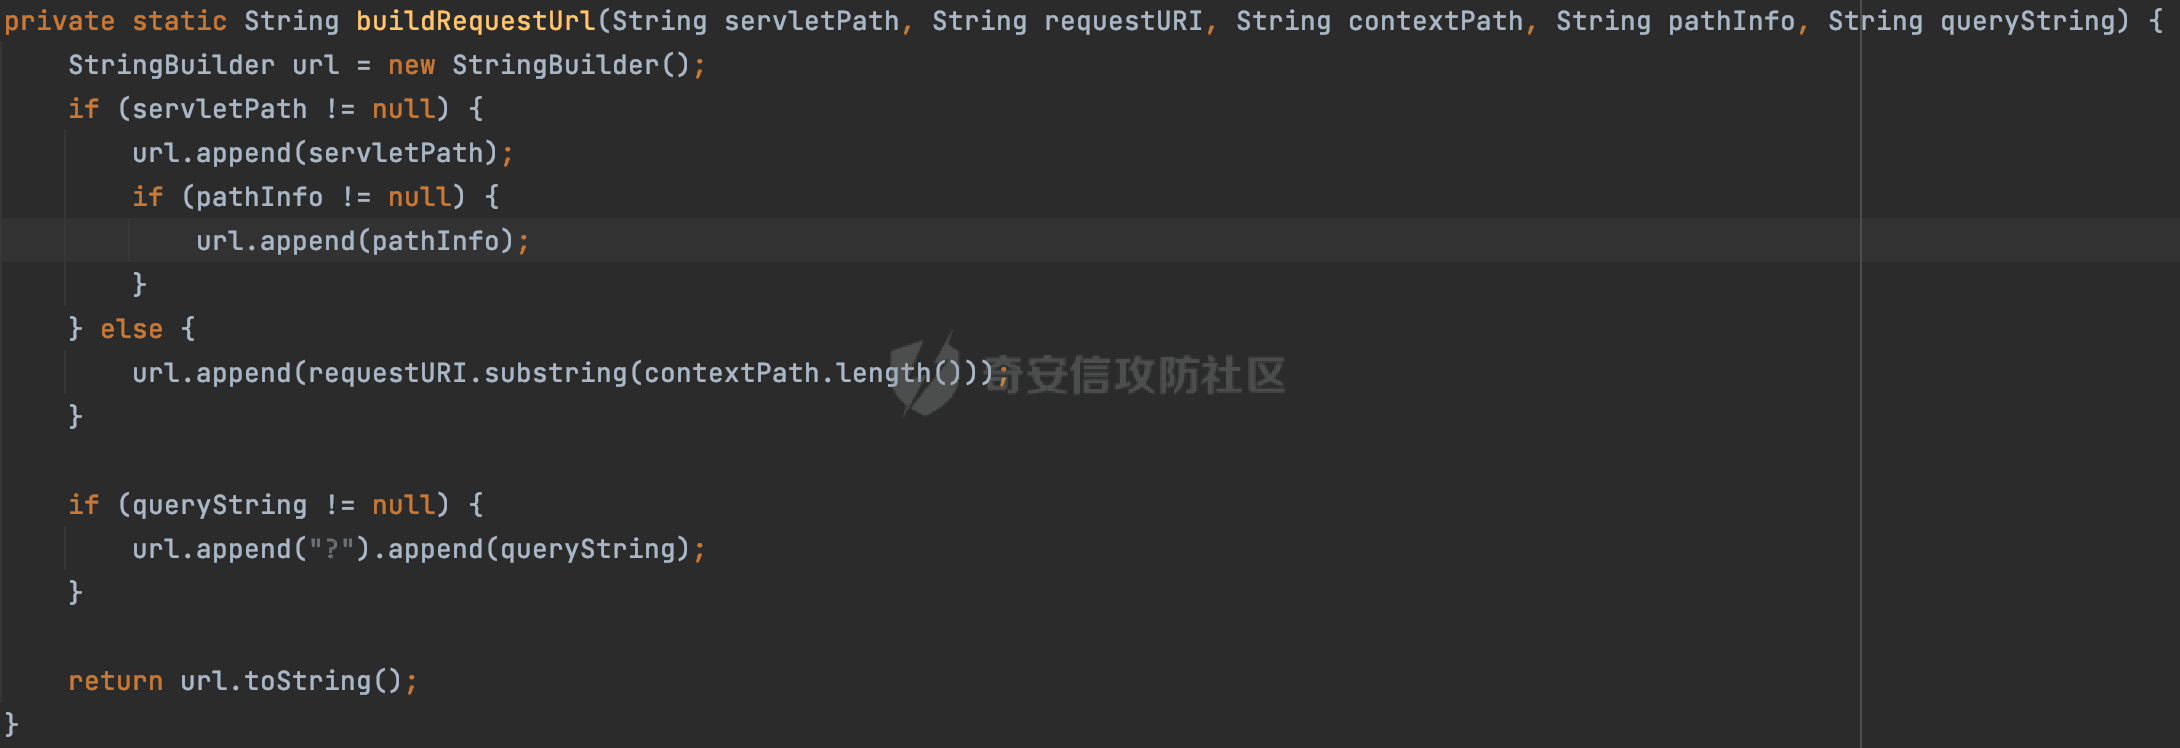 private static String buildRequestUrl(String servletPath, String requestURI, String contextPath, String pathInfo, String queryString) {
    StringBuilder url = new StringBuilder();
    if (servletPath != null) {
        url.append(servletPath);
        if (pathInfo != null) {
            url.append(pathInfo);
        }
    } else {
        url.append(requestURI.substring(contextPath.length()));
奇安信攻防社区
    }
    if (queryString != null) {
        url.append("?").append(queryString);
    }
    return url.toString();
}